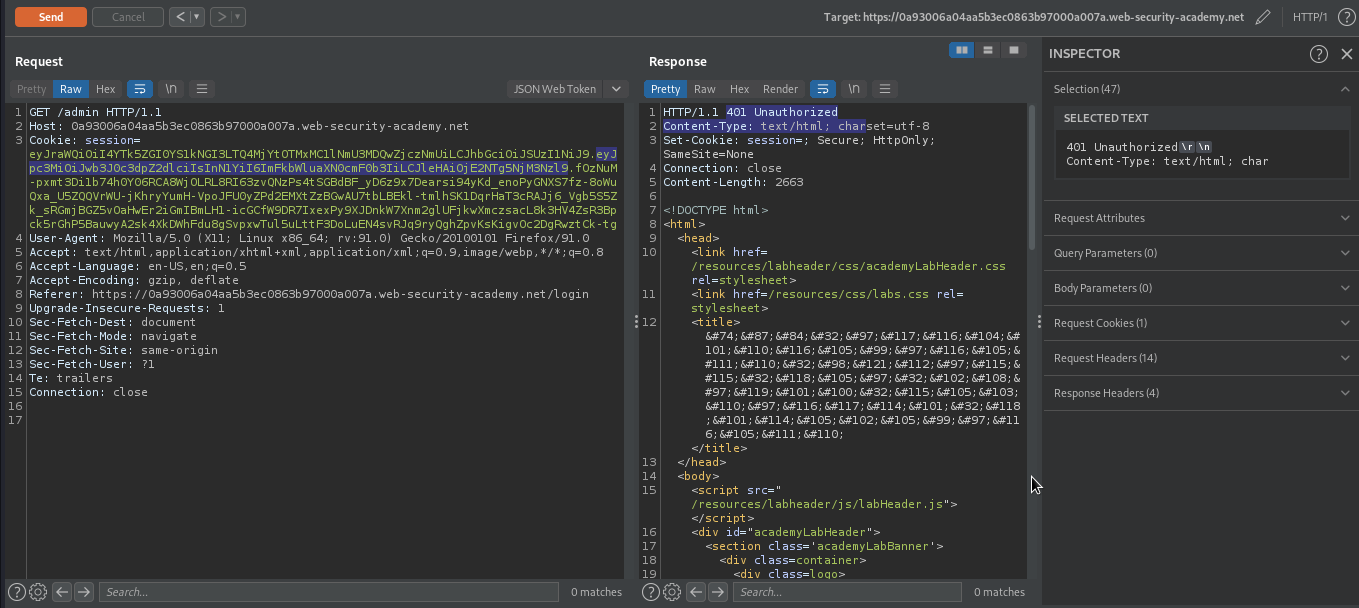 Send
Cancel
<
>
Target: https://0a93006a04aa5b3ec0863b97000a007a.web-security-academy.net
HTTP/1
?
Request
Pretty
Raw
Hex
\n
JSON Web Token
1 GET /admin HTTP/1.1
2 Host: 0a93006a04aa5b3ec0863b97000a007a.web-security-academy.net
3 Cookie: session=
eyJraWQiOiI4YTk5ZGI0YS1kNGI3LTQ4MjYtOTMxMC1lNmU3MDQwZjczNmUiLCJhbGciOiJSUzI1NiJ9.eyJ
pc3MiOiJwb3J0c3dpZ2dlciIsInN1YiI6ImFkbWluaXN0cmF0b3IiLCJleHAiOjE2NTg5NjM3Nzl9.fOzNuM
4 User-Agent: Mozilla/5.0 (X11; Linux x86_64; rv:91.0) Gecko/20100101 Firefox/91.0
5 Accept: text/html,application/xhtml+xml,application/xml;q=0.9,image/webp,*/*;q=0.8
6 Accept-Language: en-US,en;q=0.5
7 Accept-Encoding: gzip, deflate
8 Referer: https://0a93006a04aa5b3ec0863b97000a007a.web-security-academy.net/login
9 Upgrade-Insecure-Requests: 1
10 Sec-Fetch-Dest: document
11 Sec-Fetch-Mode: navigate
12 Sec-Fetch-Site: same-origin
13 Sec-Fetch-User: ?1
14 Te: trailers
15 Connection: close
16
17
?
Search...
0 matches
Response
Pretty
Raw
Hex
Render
\n
1 HTTP/1.1 401 Unauthorized
2 Content-Type: text/html; charset=utf-8
3 Set-Cookie: session=; Secure; HttpOnly;
SameSite=None
4 Connection: close
5 Content-Length: 2663
6
7 <!DOCTYPE html>
8 <html>
9 <head>
10 <link href=
/resources/labheader/css/academyLabHeader.css
rel=stylesheet>
11 <link href=/resources/css/labs.css rel=
stylesheet>
12 <title>
&#74;&#87;&#84;&#32;&#97;&#117;&#116;&#104;&#
101;&#110;&#116;&#105;&#99;&#97;&#116;&#105;&
#111;&#110;&#32;&#98;&#121;&#112;&#97;&#115;&
#115;&#32;&#118;&#105;&#97;&#32;&#102;&#108;&
#97;&#119;&#101;&#100;&#32;&#115;&#105;&#103;
&#110;&#97;&#116;&#117;&#114;&#101;&#32;&#118
;&#101;&#114;&#105;&#102;&#105;&#99;&#97;&#11
6;&#105;&#111;&#110;
</title>
13 </head>
14 <body>
15 <script src="
/resources/labheader/js/labHeader.js">
</script>
16 <div id="academyLabHeader">
17 <section class='academyLabBanner'>
18 <div class=container>
19 <div class=logo>
?
Search...
0 matches
INSPECTOR
?
Selection (47)
SELECTED TEXT
401 Unauthorized\r\n
Content-Type: text/html; char
Request Attributes
Query Parameters (0)
Body Parameters (0)
Request Cookies (1)
Request Headers (14)
Response Headers (4)